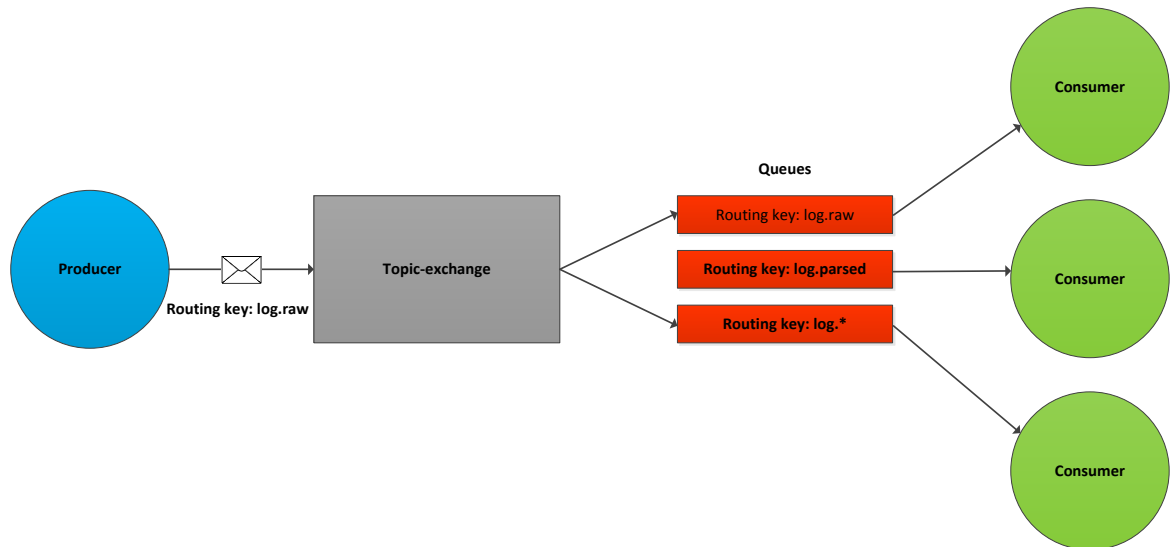 Producer
Routing key: log.raw
Topic-exchange
Queues
Routing key: log.raw
Routing key: log.parsed
Routing key: log.*
Consumer
Consumer
Consumer